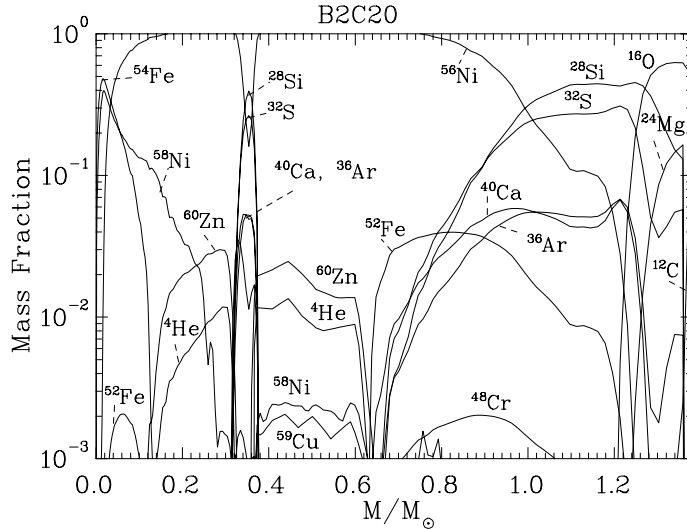 B2C20
10⁰
10⁻¹
10⁻²
10⁻³
Mass Fraction
⁵⁴Fe
⁵⁸Ni
⁶⁰Zn
⁴He
⁵²Fe
²⁸Si
³²S
⁴⁰Ca, ³⁶Ar
⁶⁰Zn
⁴He
⁵⁸Ni
⁵⁹Cu
⁵²Fe
⁵⁶Ni
²⁸Si
³²S
⁴⁰Ca
³⁶Ar
⁴⁸Cr
¹⁶O
²⁴Mg
¹²C
0.0 0.2 0.4 0.6 0.8 1.0 1.2
M/M☉